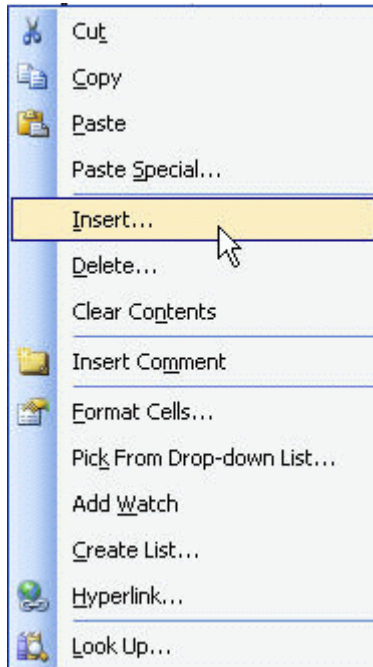 Cut
Copy
Paste
Paste Special...
Insert...
Delete...
Clear Contents
Insert Comment
Format Cells...
Pick From Drop-down List...
Add Watch
Create List...
Hyperlink...
Look Up...